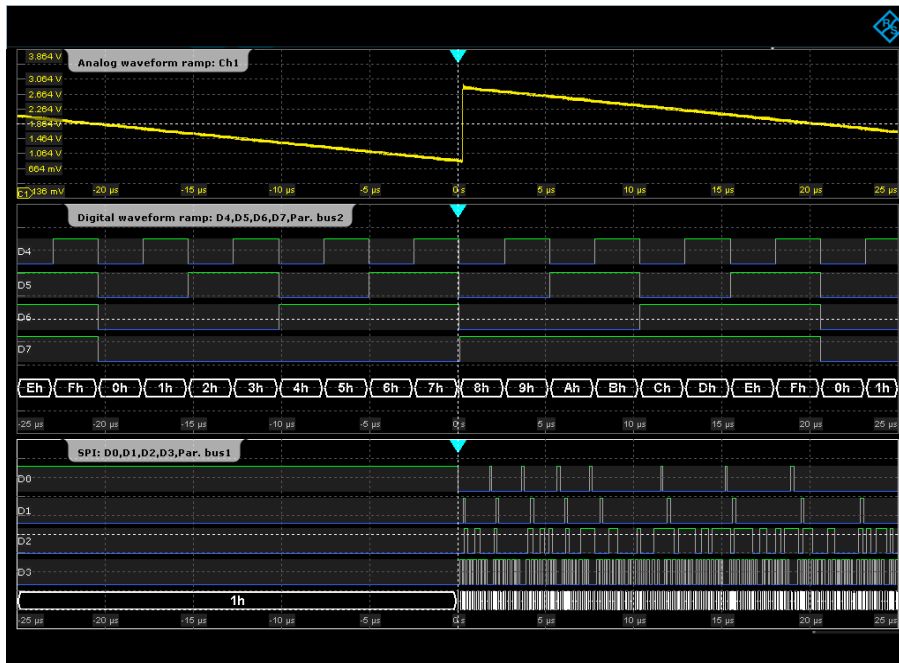 R&S
3.864 V
Analog waveform ramp: Ch1
3.064 V
2.664 V
2.264 V
1.864 V
1.464 V
1.064 V
664 mV
C1 136 mV -20 µs -15 µs -10 µs -5 µs 0 s 5 µs 10 µs 15 µs 20 µs 25 µs
Digital waveform ramp: D4,D5,D6,D7,Par. bus2
D4
D5
D6
D7
Eh Fh 0h 1h 2h 3h 4h 5h 6h 7h 8h 9h Ah Bh Ch Dh Eh Fh 0h 1h
-25 µs -20 µs -15 µs -10 µs -5 µs 0 s 5 µs 10 µs 15 µs 20 µs 25 µs
SPI: D0,D1,D2,D3,Par. bus1
D0
D1
D2
D3
1h
-25 µs -20 µs -15 µs -10 µs -5 µs 0 s 5 µs 10 µs 15 µs 20 µs 25 µs